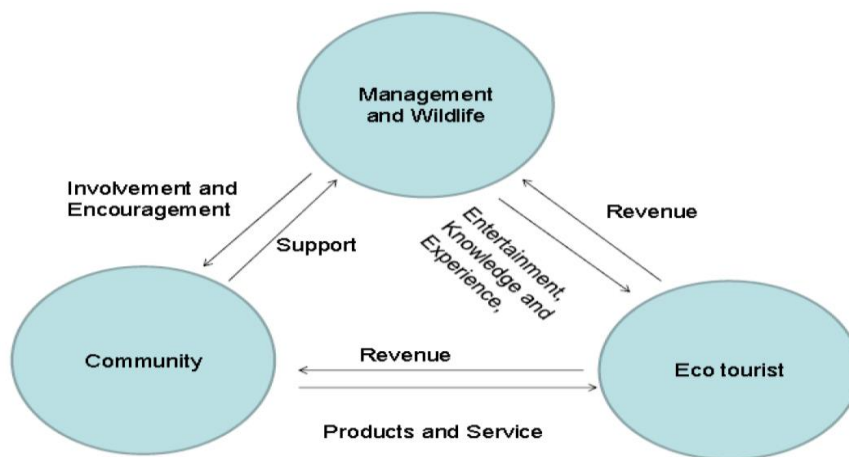 Management
and Wildlife
Involvement and
Encouragement
Support
Entertainment,
Knowledge and
Experience,
Revenue
Community
Revenue
Eco tourist
Products and Service